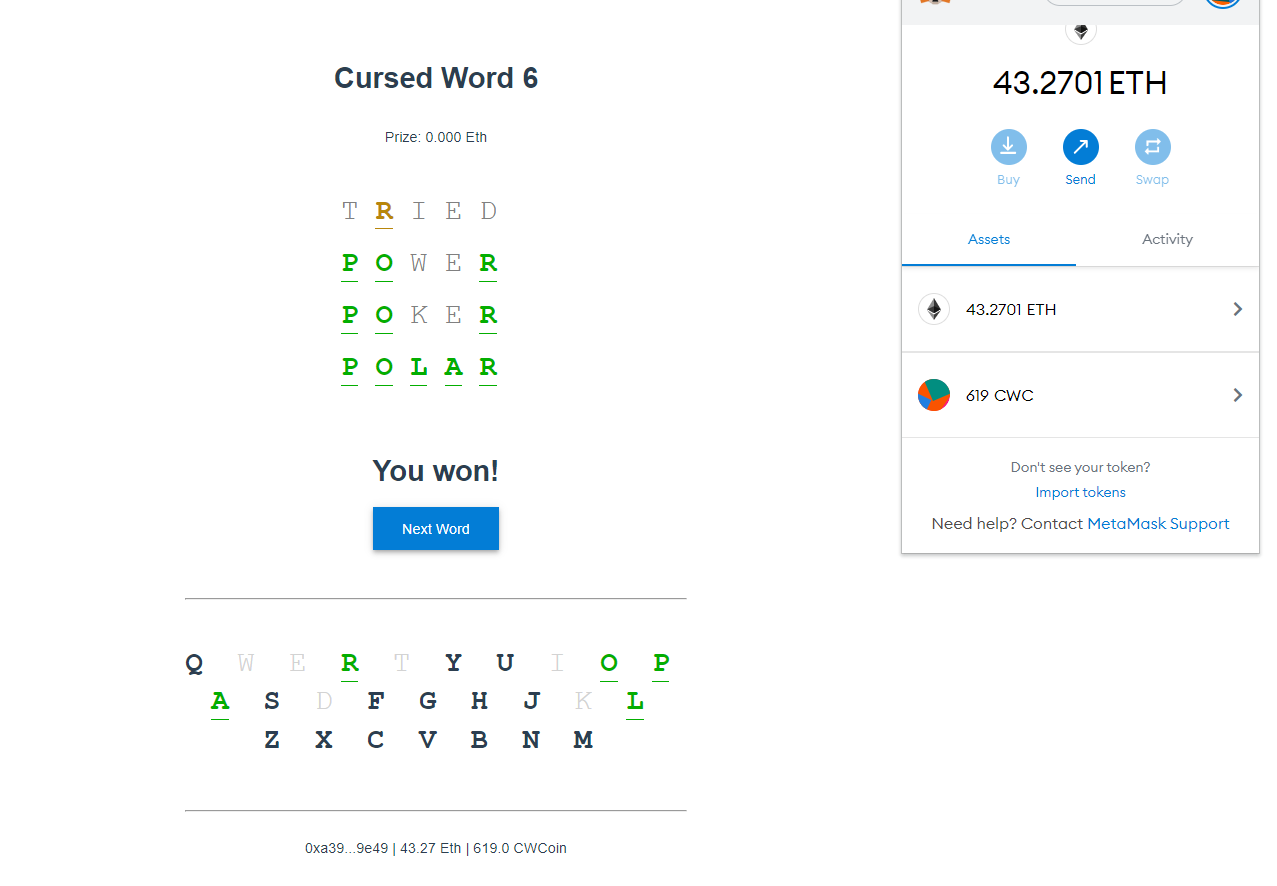 Cursed Word 6
Prize: 0.000 Eth
T R I E D
P O W E R
P O K E R
P O L A R
You won!
Next Word
Q W E R T Y U I O P
A S D F G H J K L
Z X C V B N M
0xa39...9e49 | 43.27 Eth | 619.0 CWCoin
43.2701 ETH
Buy Send Swap
Assets Activity
43.2701 ETH
619 CWC
Don't see your token?
Import tokens
Need help? Contact MetaMask Support